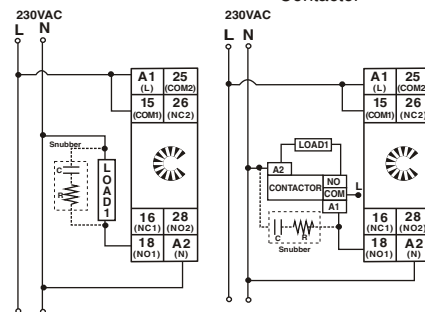 230VAC
L N
A1 25
(L) (COM2)
15 26
(COM1) (NC2)
Snubber
C
R
LOAD1
16 28
(NC1) (NO2)
18 A2
(NO1) (N)
230VAC
L N
A1 25
(L) (COM2)
15 26
(COM1) (NC2)
LOAD1
A2
CONTACTOR
NO
COM
L
A1
C R
Snubber
16 28
(NC1) (NO2)
18 A2
(NO1) (N)